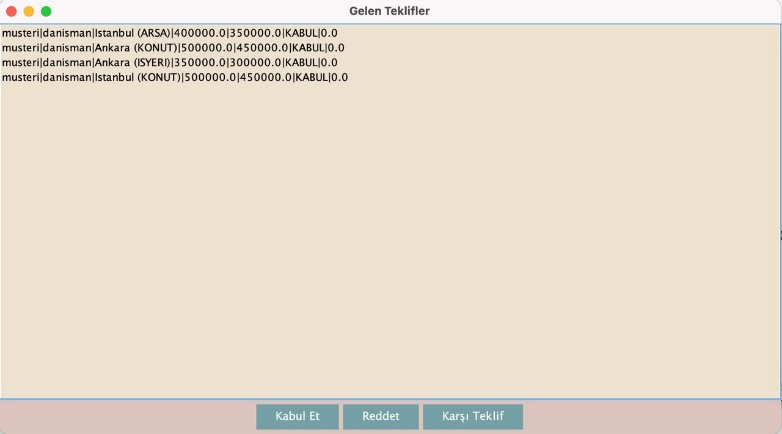 Gelen Teklifler
musteri|danisman|Istanbul (ARSA)|400000.0|350000.0|KABUL|0.0
musteri|danisman|Ankara (KONUT)|500000.0|450000.0|KABUL|0.0
musteri|danisman|Ankara (ISYERI)|350000.0|300000.0|KABUL|0.0
musteri|danisman|Istanbul (KONUT)|500000.0|450000.0|KABUL|0.0
Kabul Et Reddet Karşı Teklif